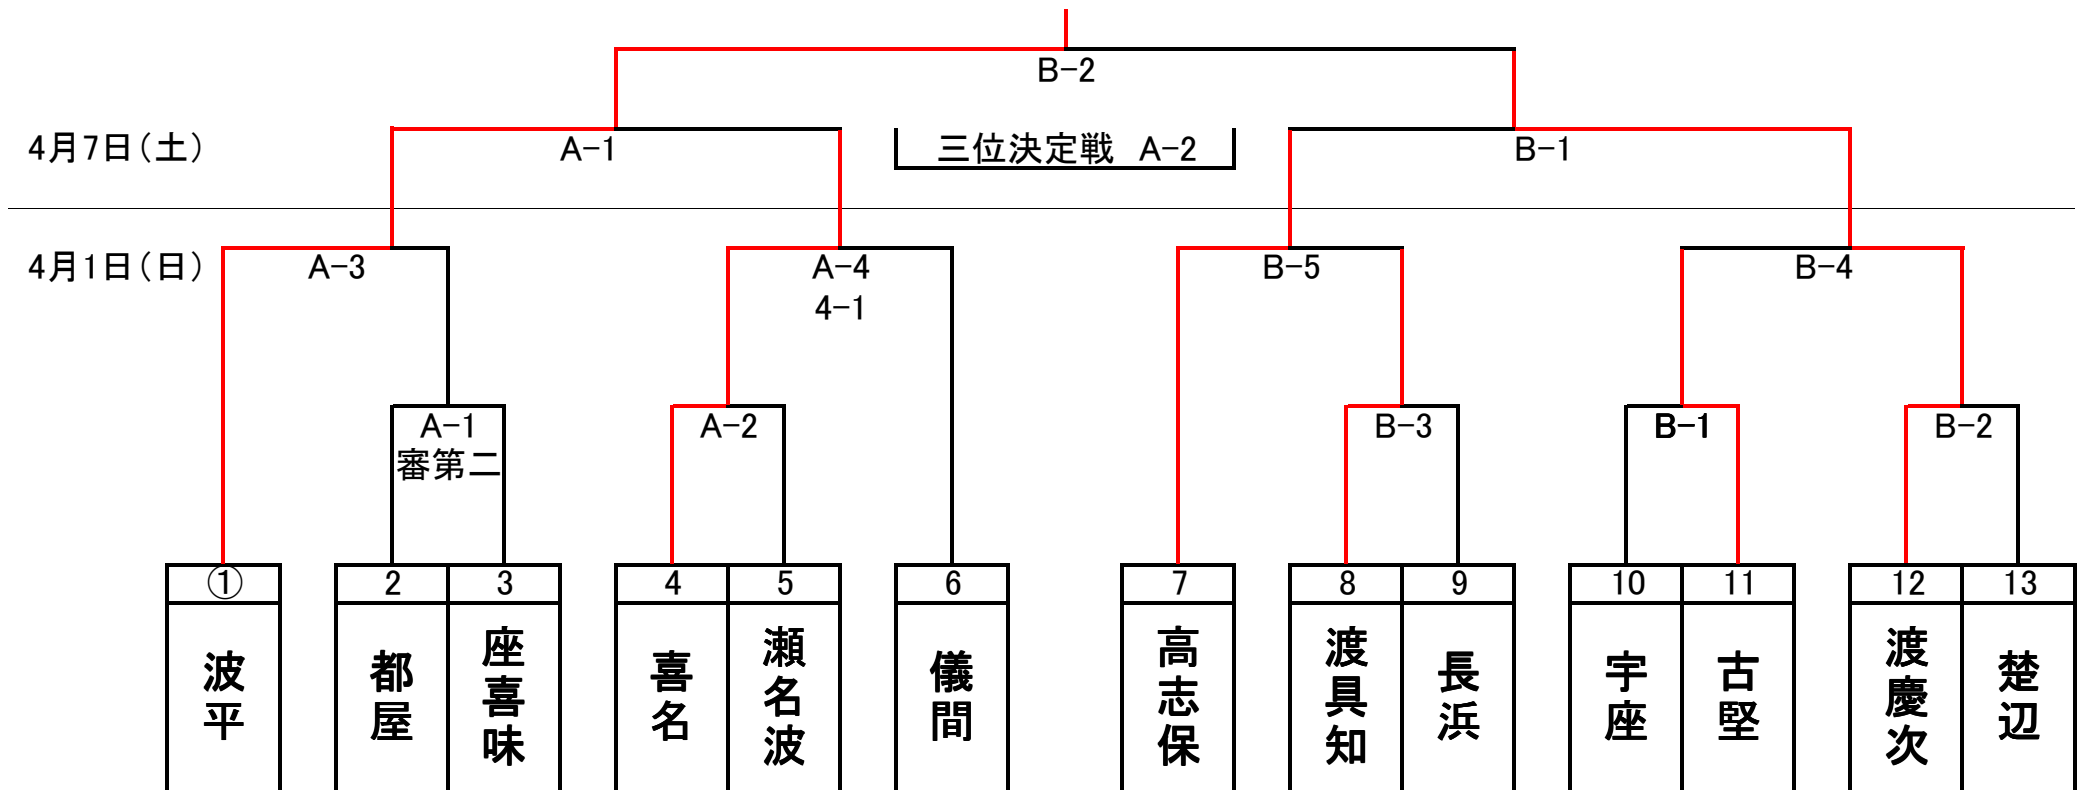 B-2
4月7日(土)
A-1
三位決定戦 A-2
B-1
4月1日(日)
A-3
A-4
4-1
B-5
B-4
A-1
審第二
A-2
B-3
B-1
B-2
① 2 3 4 5 6 7 8 9 10 11 12 13
波平
都屋
座喜味
喜名
瀬名波
儀間
高志保
渡具知
長浜
宇座
古堅
渡慶次
楚辺